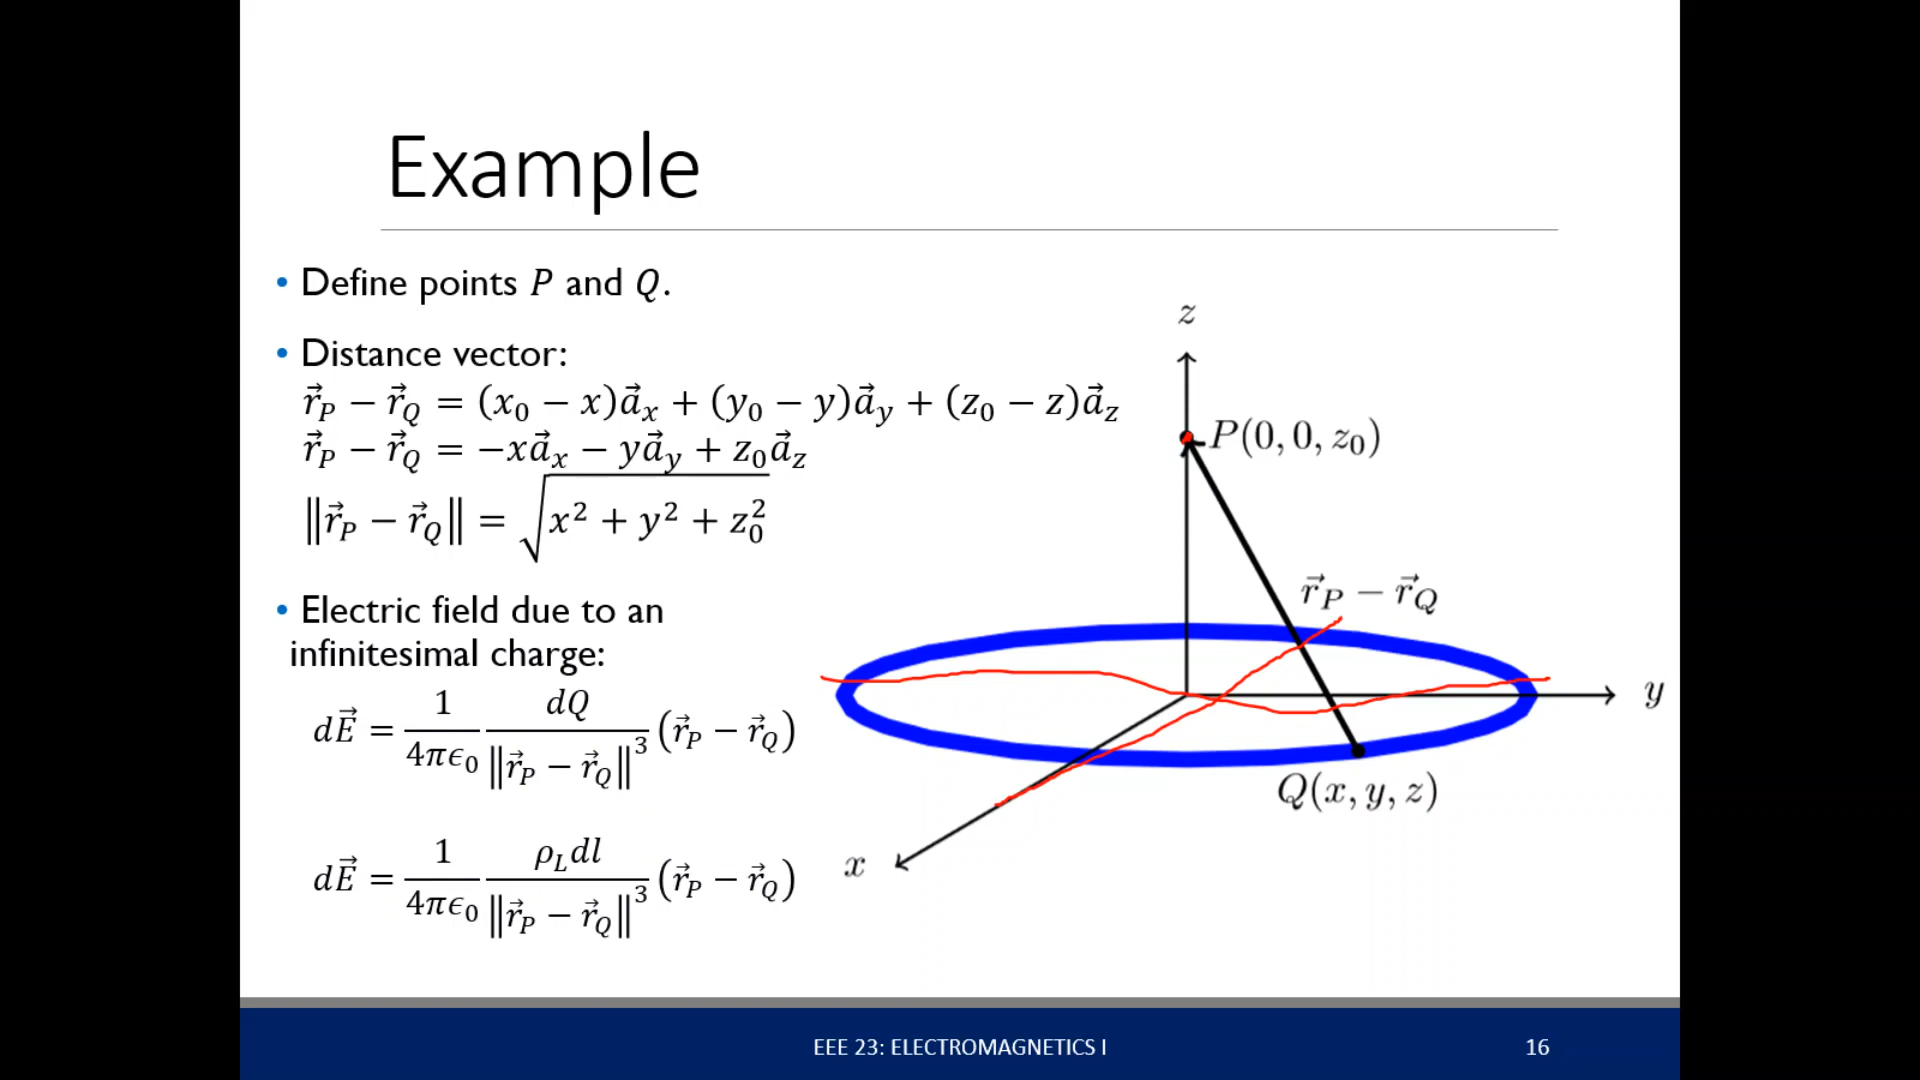 Example
• Define points P and Q.
• Distance vector:
r⃗_P − r⃗_Q = (x₀ − x)a⃗_x + (y₀ − y)a⃗_y + (z₀ − z)a⃗_z
r⃗_P − r⃗_Q = −xa⃗_x − ya⃗_y + z₀a⃗_z
‖r⃗_P − r⃗_Q‖ = √(x² + y² + z₀²)
• Electric field due to an
infinitesimal charge:
dE⃗ = 1/(4πϵ₀) dQ/‖r⃗_P − r⃗_Q‖³ (r⃗_P − r⃗_Q)
dE⃗ = 1/(4πϵ₀) ρ_L dl/‖r⃗_P − r⃗_Q‖³ (r⃗_P − r⃗_Q)
z
P(0, 0, z₀)
r⃗_P − r⃗_Q
y
Q(x, y, z)
x
EEE 23: ELECTROMAGNETICS I
16